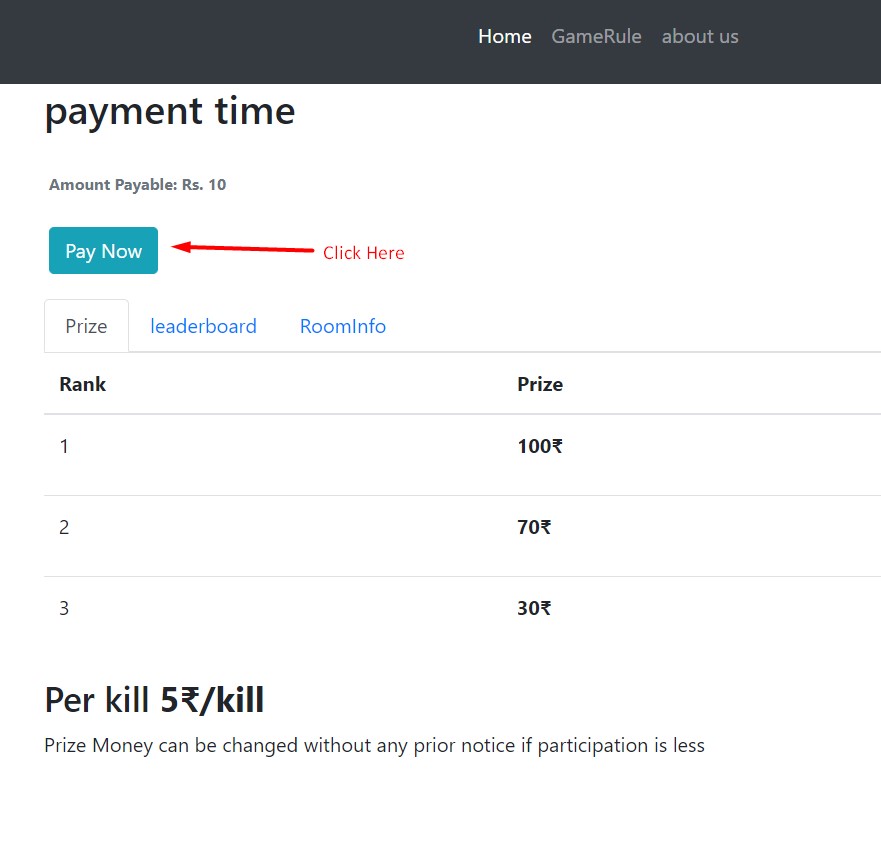 Home GameRule about us
payment time
Amount Payable: Rs. 10
Pay Now Click Here
Prize leaderboard RoomInfo
Rank Prize
1 100₹
2 70₹
3 30₹
Per kill 5₹/kill
Prize Money can be changed without any prior notice if participation is less